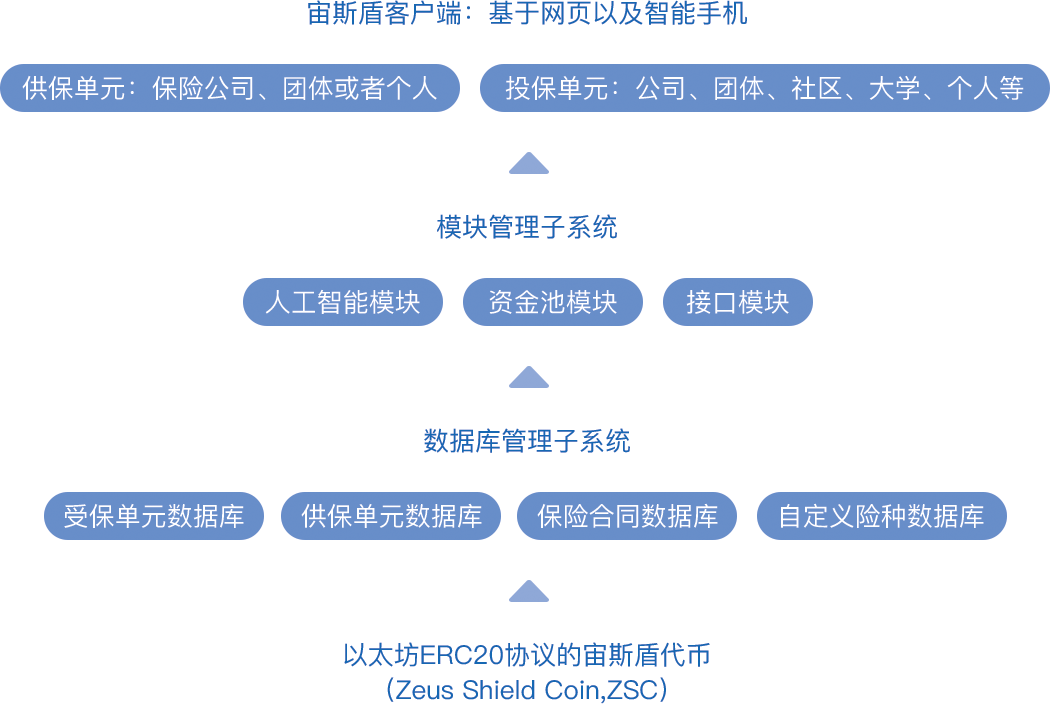 宙斯盾客户端：基于网页以及智能手机
供保单元：保险公司、团体或者个人
投保单元：公司、团体、社区、大学、个人等
模块管理子系统
人工智能模块
资金池模块
接口模块
数据库管理子系统
受保单元数据库
供保单元数据库
保险合同数据库
自定义险种数据库
以太坊ERC20协议的宙斯盾代币
（Zeus Shield Coin,ZSC）